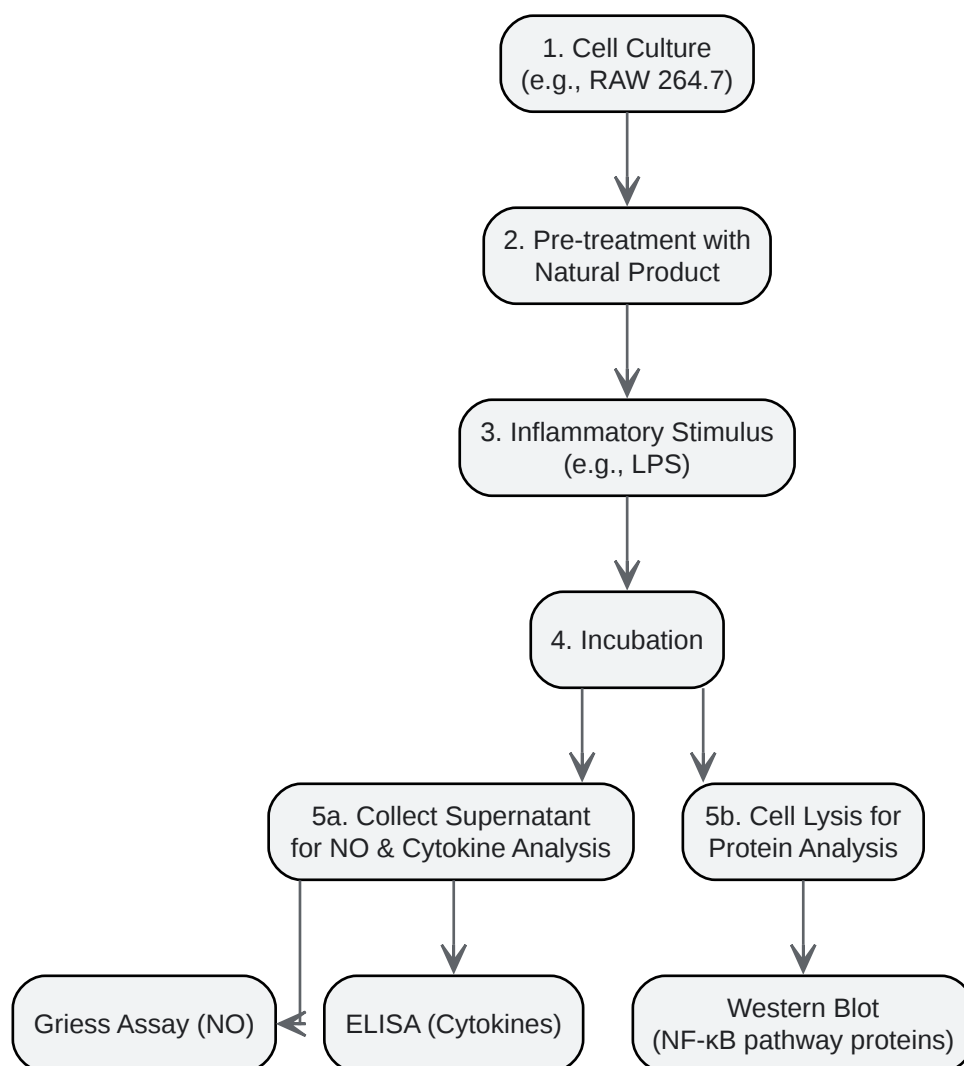 1. Cell Culture
(e.g., RAW 264.7)
2. Pre-treatment with
Natural Product
3. Inflammatory Stimulus
(e.g., LPS)
4. Incubation
5a. Collect Supernatant
for NO & Cytokine Analysis
5b. Cell Lysis for
Protein Analysis
Griess Assay (NO)
ELISA (Cytokines)
Western Blot
(NF-κB pathway proteins)